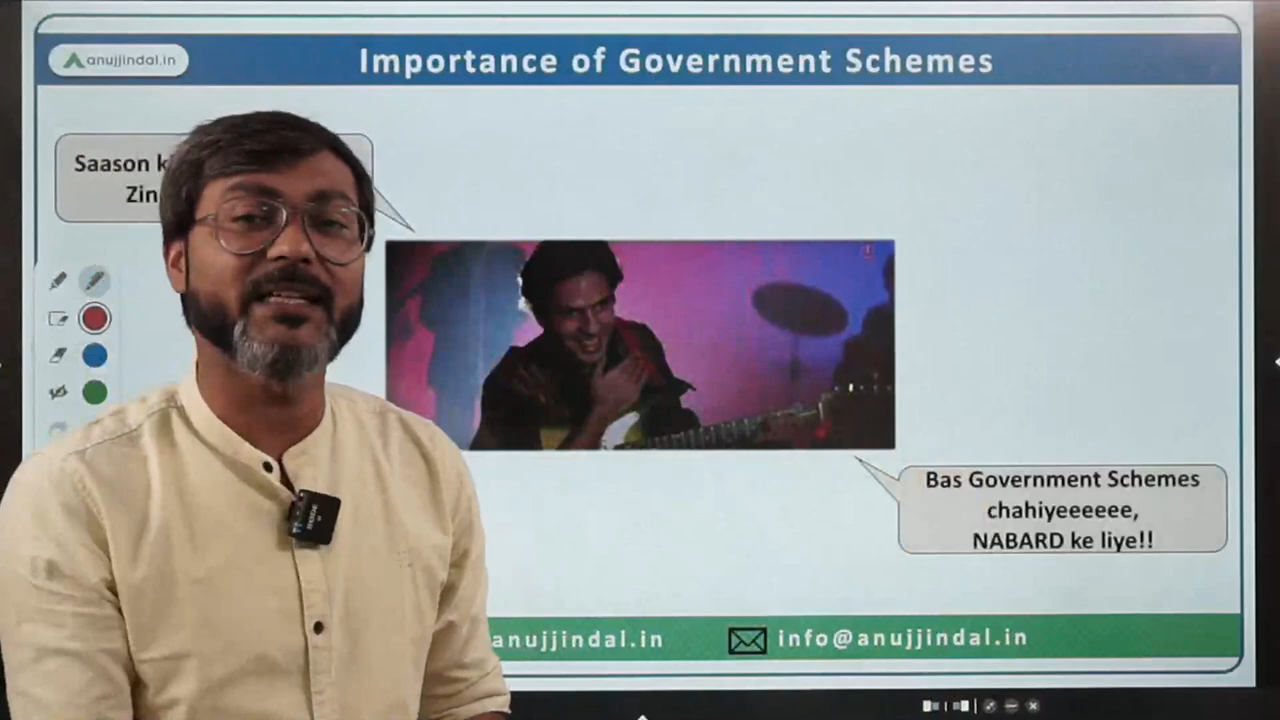 anujjindal.in
Importance of Government Schemes
Saason
Bas Government Schemes
chahiyeeeeee,
NABARD ke liye!!
anujjindal.in
info@anujjindal.in